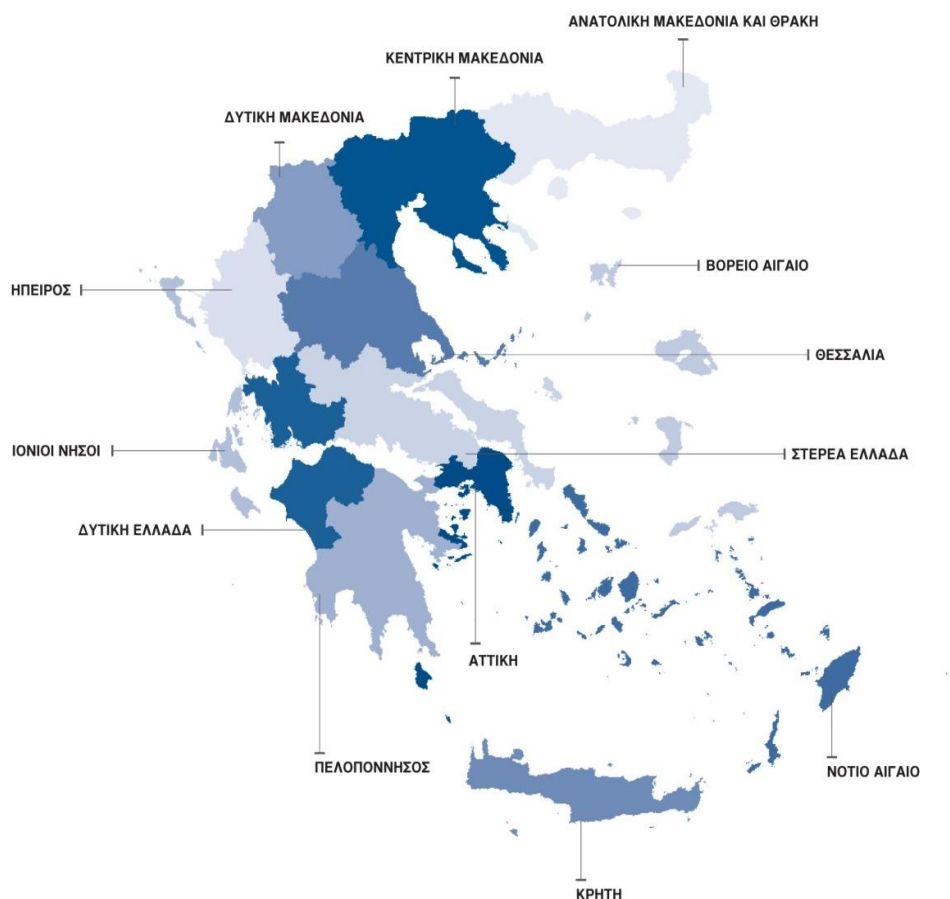 ΑΝΑΤΟΛΙΚΗ ΜΑΚΕΔΟΝΙΑ ΚΑΙ ΘΡΑΚΗ
ΚΕΝΤΡΙΚΗ ΜΑΚΕΔΟΝΙΑ
ΔΥΤΙΚΗ ΜΑΚΕΔΟΝΙΑ
ΒΟΡΕΙΟ ΑΙΓΑΙΟ
ΗΠΕΙΡΟΣ
ΘΕΣΣΑΛΙΑ
ΙΟΝΙΟΙ ΝΗΣΟΙ
ΣΤΕΡΕΑ ΕΛΛΑΔΑ
ΔΥΤΙΚΗ ΕΛΛΑΔΑ
ΑΤΤΙΚΗ
ΠΕΛΟΠΟΝΝΗΣΟΣ
ΝΟΤΙΟ ΑΙΓΑΙΟ
ΚΡΗΤΗ